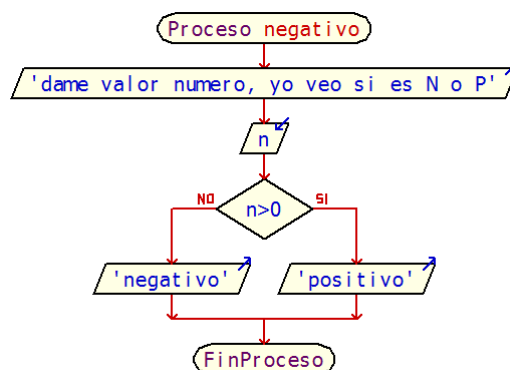 Proceso negativo
'dame valor numero, yo veo si es N o P'
n
NO
n>0
SI
'negativo'
'positivo'
FinProceso